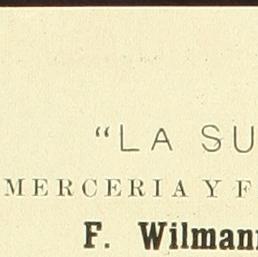 "LA SU
MERCERIA Y F
F. Wilmann